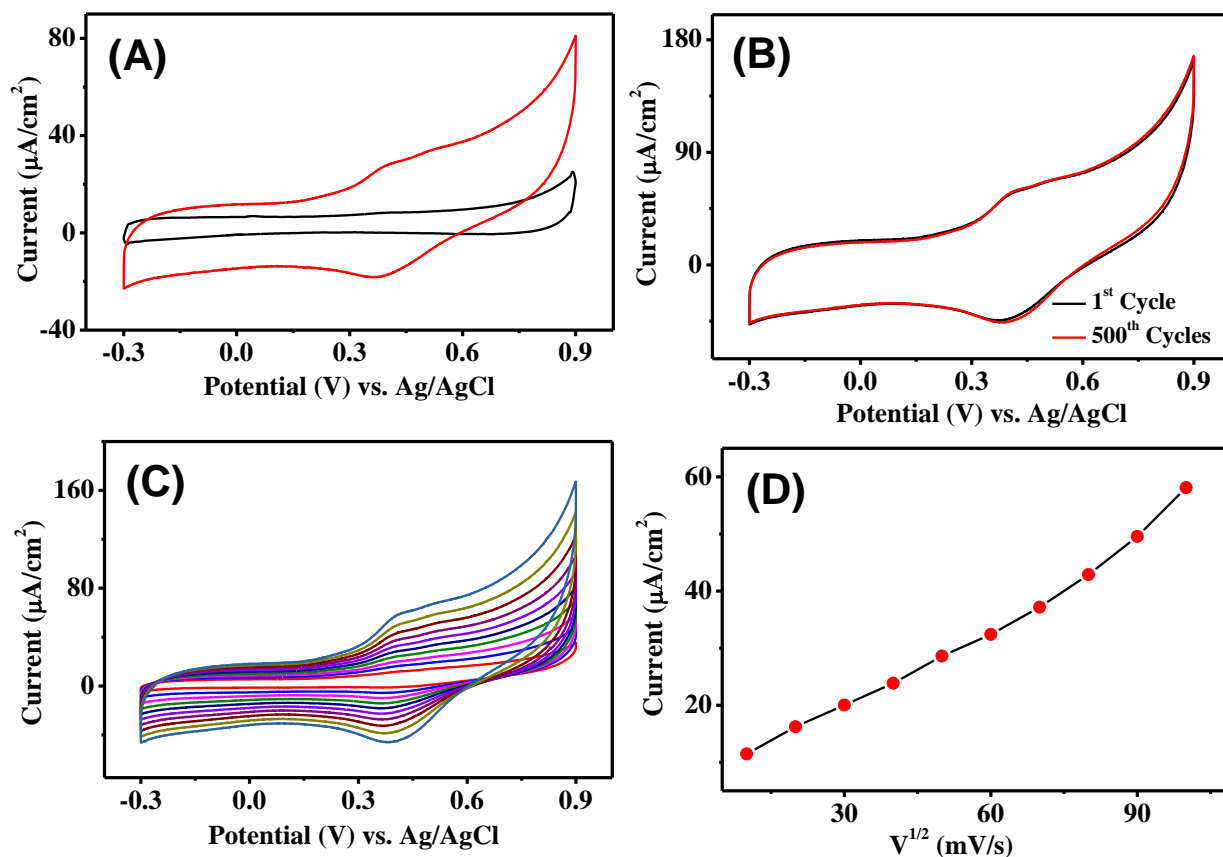 (A)
80
40
0
-40
Current (µA/cm²)
-0.3 0.0 0.3 0.6 0.9
Potential (V) vs. Ag/AgCl
(B)
180
90
0
Current (µA/cm²)
1st Cycle
500th Cycles
-0.3 0.0 0.3 0.6 0.9
Potential (V) vs. Ag/AgCl
(C)
160
80
0
Current (µA/cm²)
-0.3 0.0 0.3 0.6 0.9
Potential (V) vs. Ag/AgCl
(D)
60
40
20
Current (µA/cm²)
30 60 90
V^1/2 (mV/s)